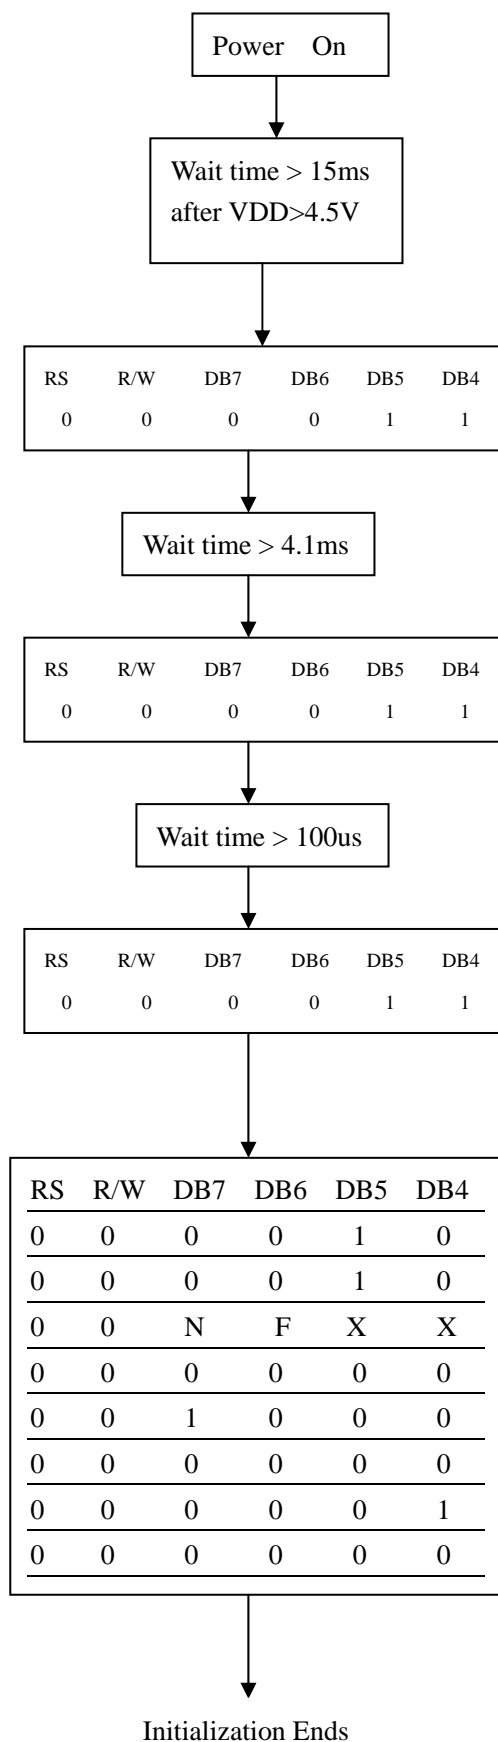 Power On
Wait time > 15ms
after VDD>4.5V
RS R/W DB7 DB6 DB5 DB4
0 0 0 0 1 1
Wait time > 4.1ms
RS R/W DB7 DB6 DB5 DB4
0 0 0 0 1 1
Wait time > 100us
RS R/W DB7 DB6 DB5 DB4
0 0 0 0 1 1
RS R/W DB7 DB6 DB5 DB4
0 0 0 0 1 0
0 0 0 0 1 0
0 0 N F X X
0 0 0 0 0 0
0 0 1 0 0 0
0 0 0 0 0 0
0 0 0 0 0 1
0 0 0 0 0 0
Initialization Ends